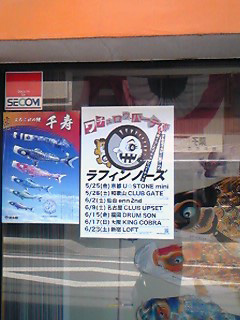 SECOM
千寿
ラフィンノーズ
5/25(金)京都 U☆STONE mini
5/26(土)和歌山 CLUB GATE
6/2(土)仙台 enn2nd
6/9(土)名古屋 CLUB UPSET
6/15(金)福岡 DRUM SON
6/17(日)大阪 KING COBRA
6/23(土)新宿 LOFT